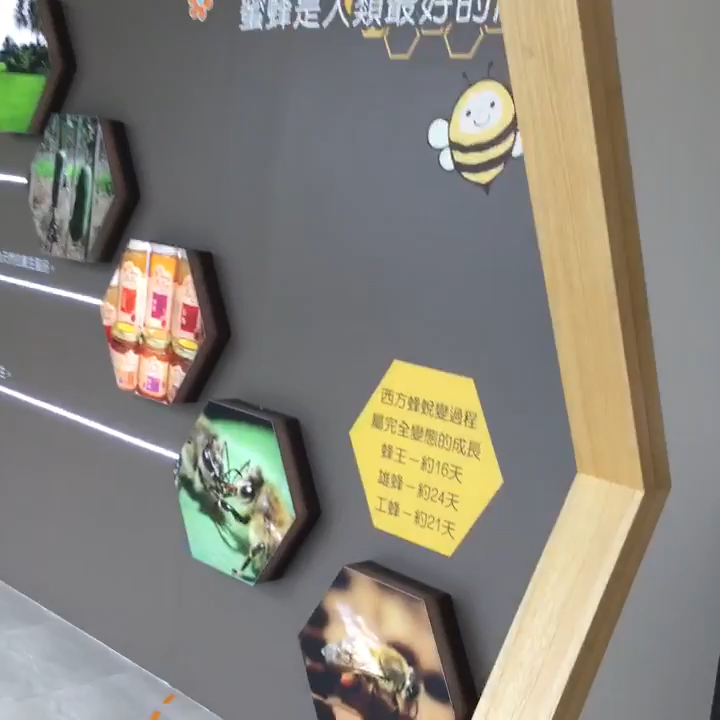 蜜蜂是人類最好的
西方蜂蛻變過程
屬完全變態的成長
蜂王－約16天
雄蜂－約24天
工蜂－約21天